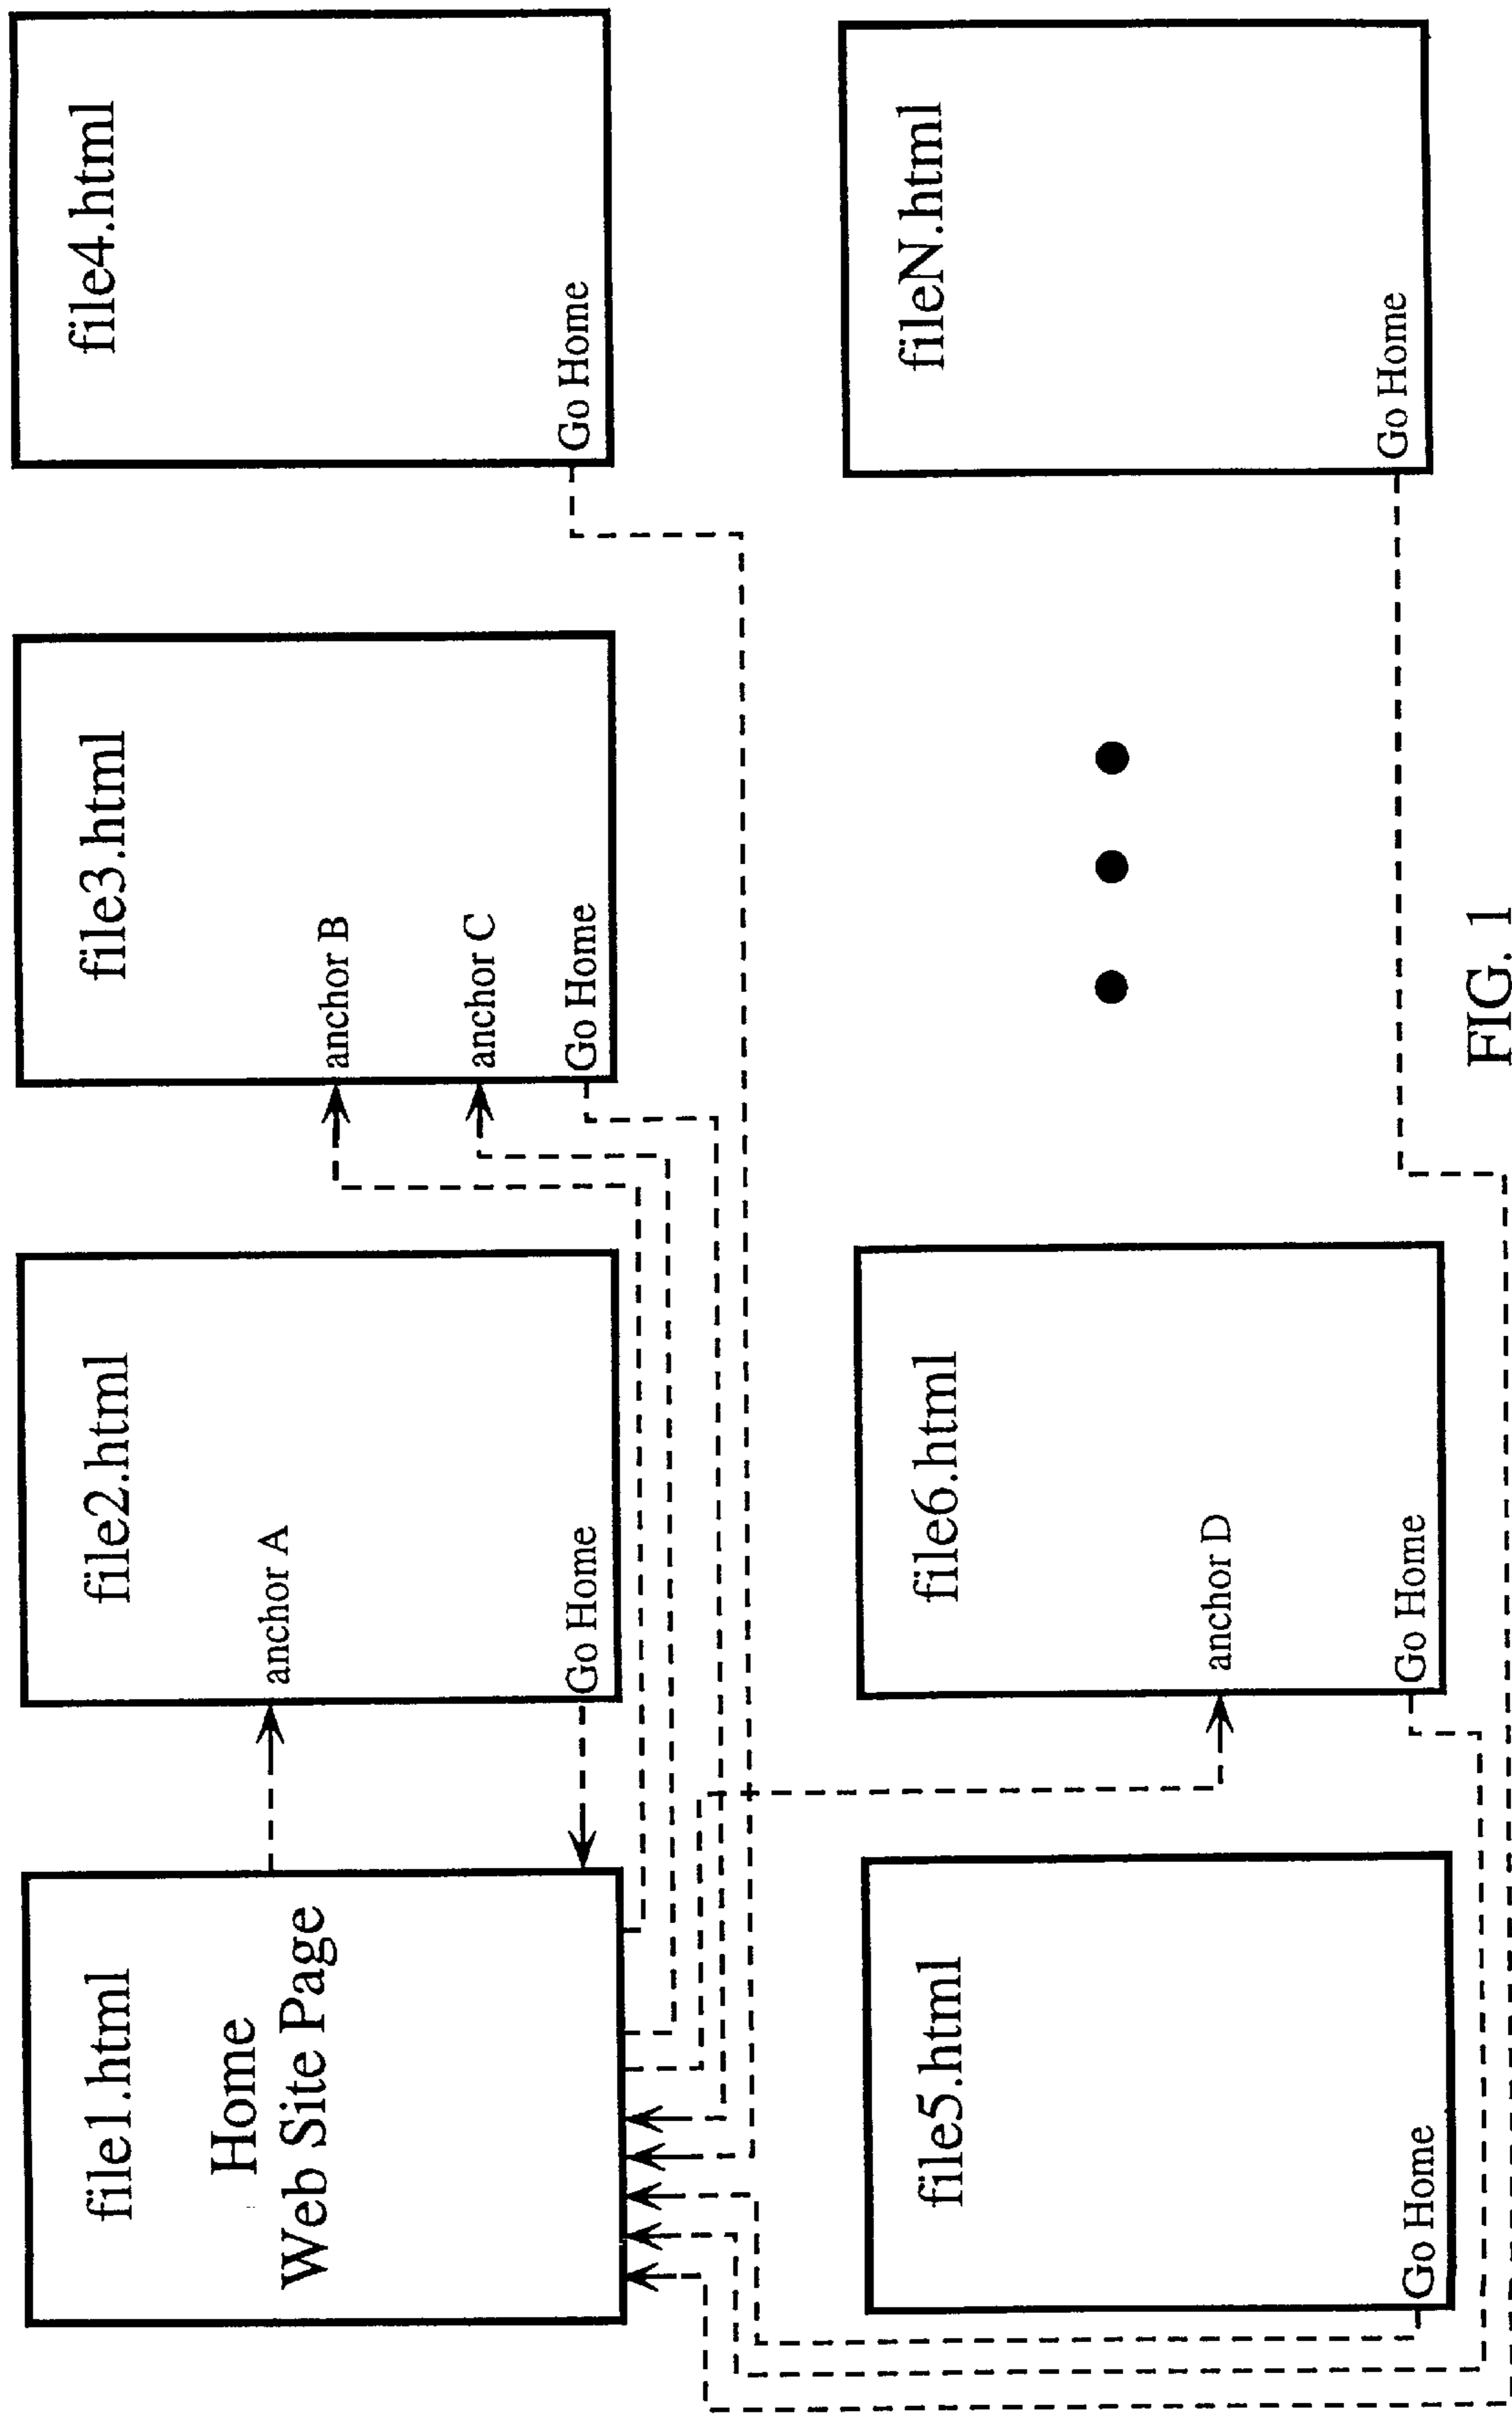 file1.html
Home
Web Site Page
file2.html
anchor A
Go Home
file3.html
anchor B
anchor C
Go Home
file4.html
Go Home
file5.html
Go Home
file6.html
anchor D
Go Home
fileN.html
Go Home
FIG. 1